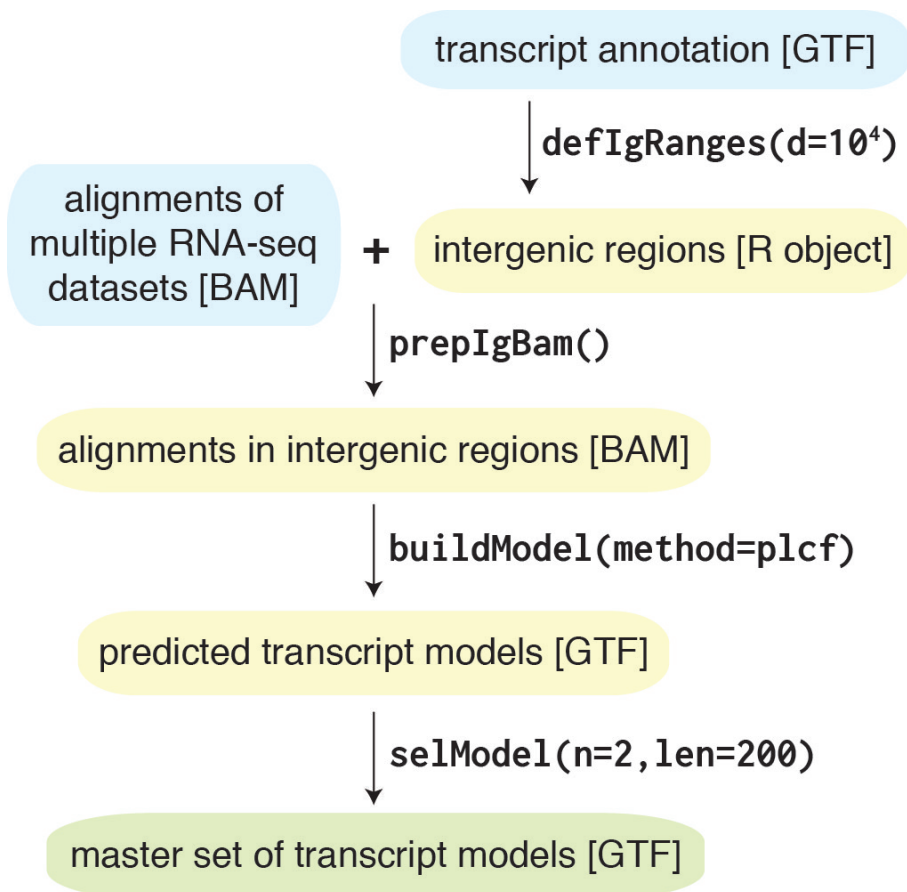 transcript annotation [GTF]
defIgRanges(d=10⁴)
alignments of
multiple RNA-seq
datasets [BAM]
+
intergenic regions [R object]
prepIgBam()
alignments in intergenic regions [BAM]
buildModel(method=plcf)
predicted transcript models [GTF]
selModel(n=2,len=200)
master set of transcript models [GTF]